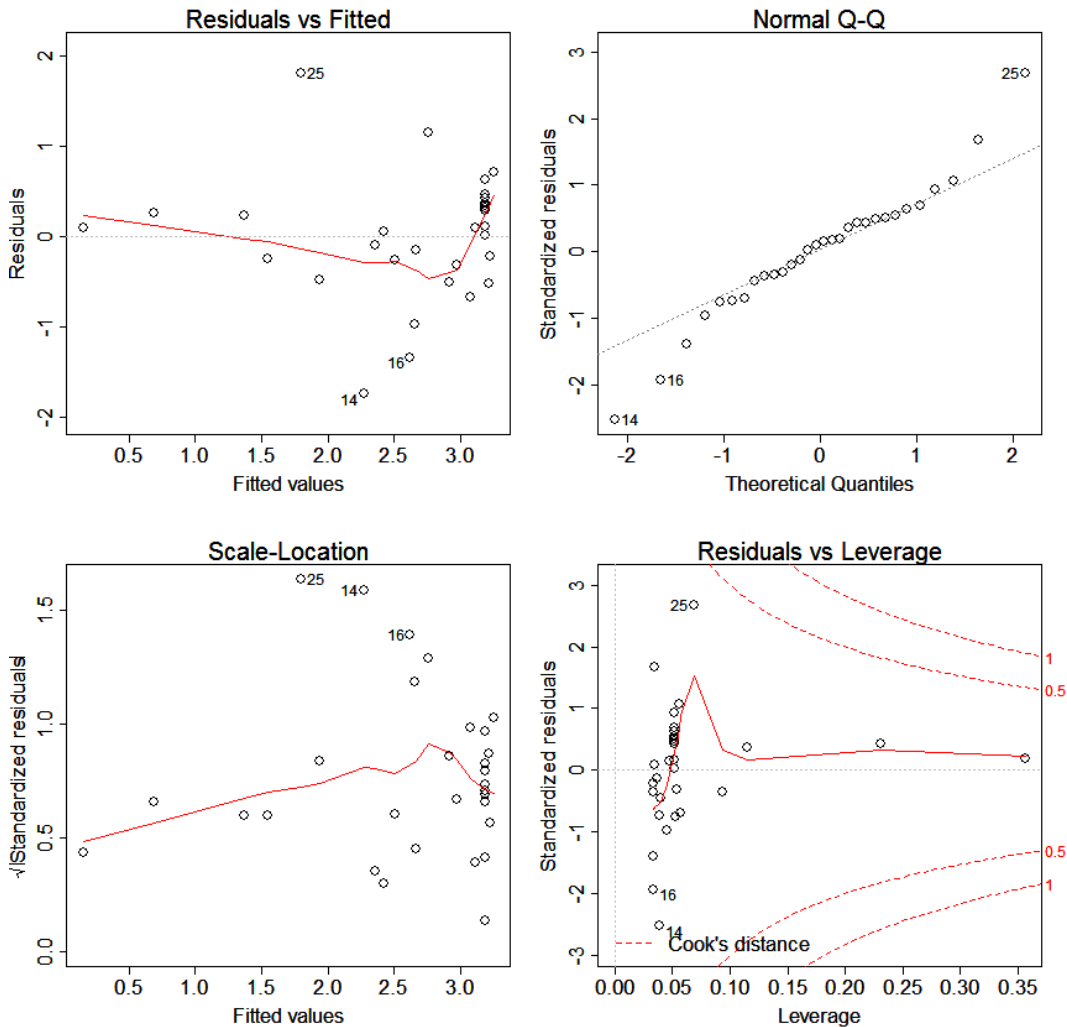 Residuals vs Fitted
Residuals
2
1
0
-1
-2
25
16
14
0.5 1.0 1.5 2.0 2.5 3.0
Fitted values
Normal Q-Q
Standardized residuals
3
2
1
0
-1
-2
25
16
14
-2 -1 0 1 2
Theoretical Quantiles
Scale-Location
√|Standardized residuals|
1.5
1.0
0.5
0.0
25
14
16
0.5 1.0 1.5 2.0 2.5 3.0
Fitted values
Residuals vs Leverage
Standardized residuals
3
2
1
0
-1
-2
-3
25
16
14
1
0.5
0.5
1
Cook's distance
0.00 0.05 0.10 0.15 0.20 0.25 0.30 0.35
Leverage